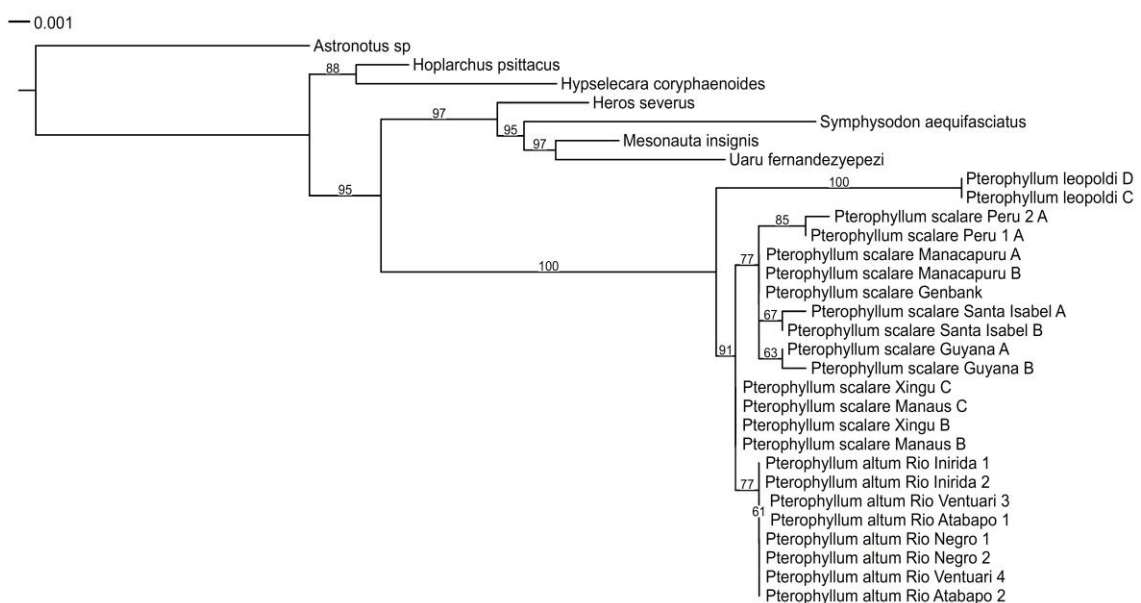 0.001
Astronotus sp
88
Hoplarchus psittacus
Hypselecara coryphaenoides
97
Heros severus
95
Symphysodon aequifasciatus
97
Mesonauta insignis
Uaru fernandezyepezi
95
100
Pterophyllum leopoldi D
Pterophyllum leopoldi C
85
Pterophyllum scalare Peru 2 A
Pterophyllum scalare Peru 1 A
77
Pterophyllum scalare Manacapuru A
100
Pterophyllum scalare Manacapuru B
Pterophyllum scalare Genbank
67
Pterophyllum scalare Santa Isabel A
Pterophyllum scalare Santa Isabel B
91
Pterophyllum scalare Guyana A
63
Pterophyllum scalare Guyana B
Pterophyllum scalare Xingu C
Pterophyllum scalare Manaus C
Pterophyllum scalare Xingu B
Pterophyllum scalare Manaus B
Pterophyllum altum Rio Inirida 1
77
Pterophyllum altum Rio Inirida 2
Pterophyllum altum Rio Ventuari 3
61
Pterophyllum altum Rio Atabapo 1
Pterophyllum altum Rio Negro 1
Pterophyllum altum Rio Negro 2
Pterophyllum altum Rio Ventuari 4
Pterophyllum altum Rio Atabapo 2